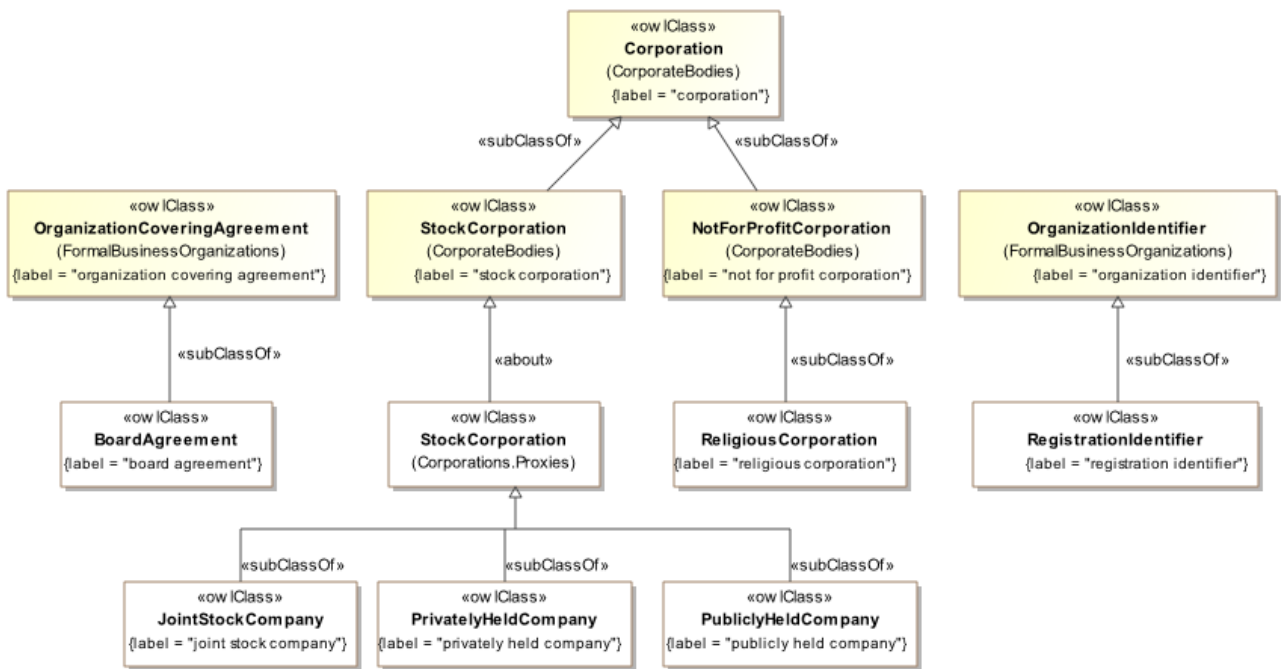 «owlClass»
Corporation
(CorporateBodies)
{label = "corporation"}
«subClassOf»
«subClassOf»
«owlClass»
OrganizationCoveringAgreement
(FormalBusinessOrganizations)
{label = "organization covering agreement"}
«owlClass»
StockCorporation
(CorporateBodies)
{label = "stock corporation"}
«owlClass»
NotForProfitCorporation
(CorporateBodies)
{label = "not for profit corporation"}
«owlClass»
OrganizationIdentifier
(FormalBusinessOrganizations)
{label = "organization identifier"}
«subClassOf»
«about»
«subClassOf»
«subClassOf»
«owlClass»
BoardAgreement
{label = "board agreement"}
«owlClass»
StockCorporation
(Corporations.Proxies)
«owlClass»
ReligiousCorporation
{label = "religious corporation"}
«owlClass»
RegistrationIdentifier
{label = "registration identifier"}
«subClassOf»
«subClassOf»
«subClassOf»
«owlClass»
JointStockCompany
{label = "joint stock company"}
«owlClass»
PrivatelyHeldCompany
{label = "privately held company"}
«owlClass»
PubliclyHeldCompany
{label = "publicly held company"}